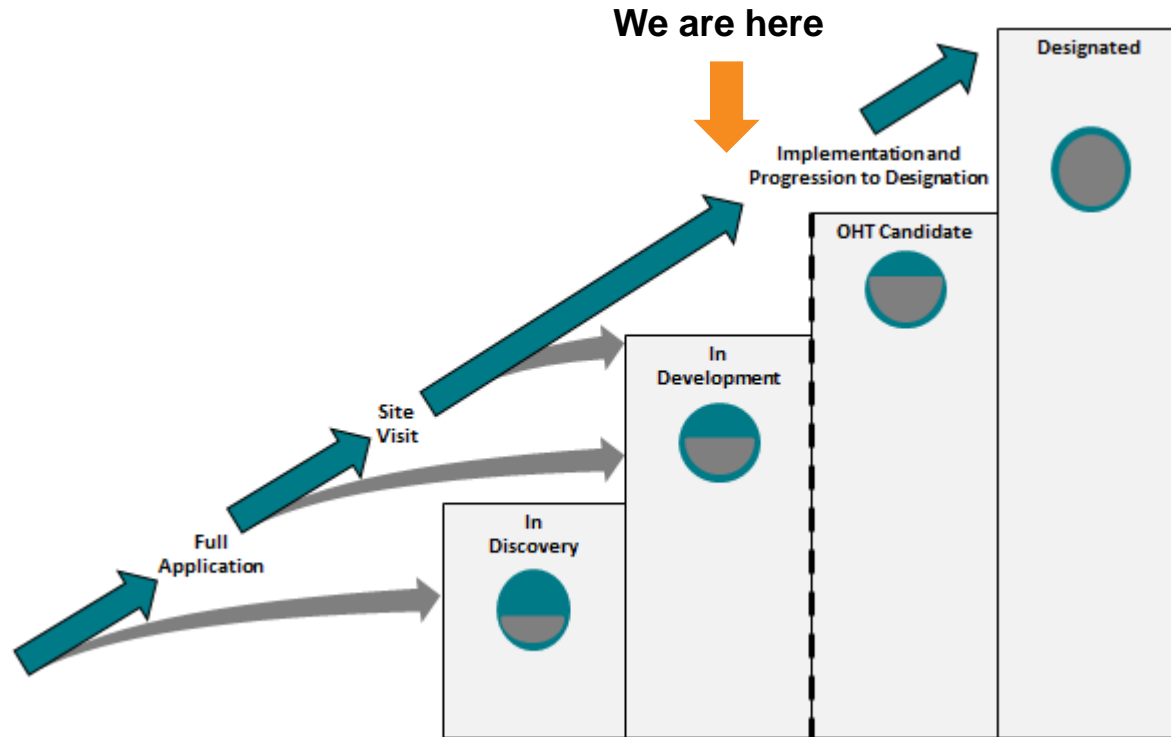 We are here
Designated
Implementation and
Progression to Designation
OHT Candidate
In
Development
Site
Visit
In
Discovery
Full
Application